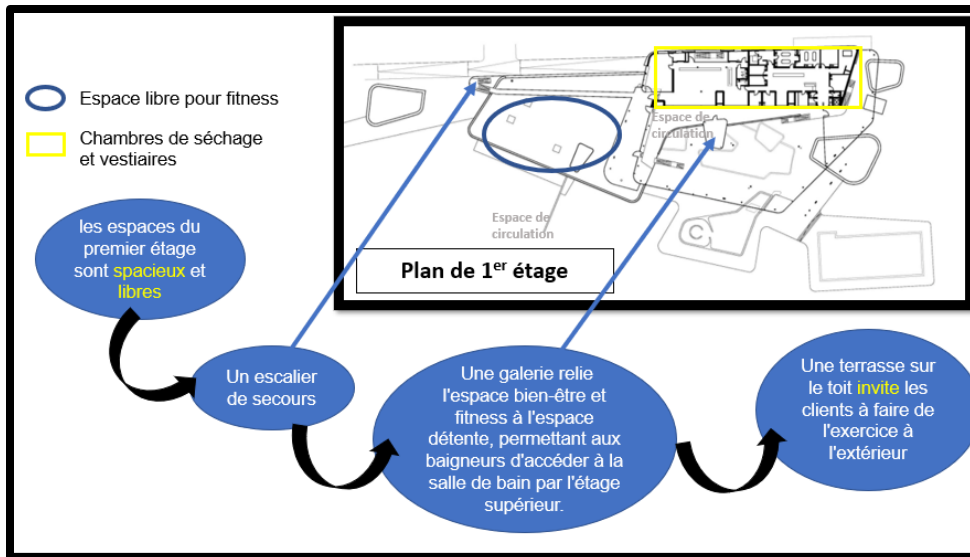 Espace libre pour fitness
Chambres de séchage
et vestiaires
Espace de
circulation
Espace de
circulation
Plan de 1er étage
les espaces du
premier étage
sont spacieux et
libres
Un escalier
de secours
Une galerie relie
l'espace bien-être et
fitness à l'espace
détente, permettant aux
baigneurs d'accéder à la
salle de bain par l'étage
supérieur.
Une terrasse sur
le toit invite les
clients à faire de
l'exercice à
l'extérieur